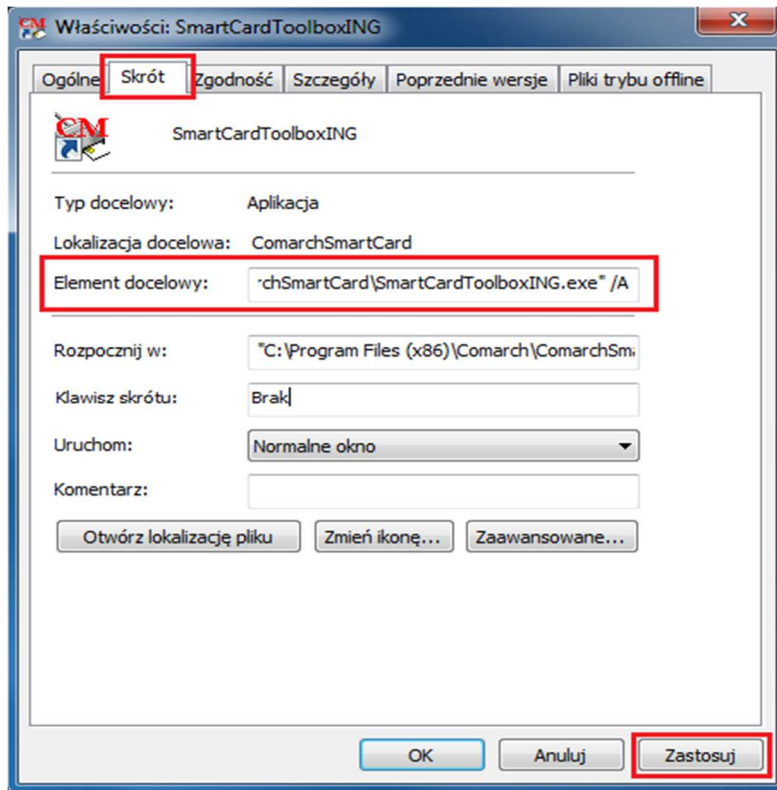 Właściwości: SmartCardToolboxING
Ogólne Skrót Zgodność Szczegóły Poprzednie wersje Pliki trybu offline
CM SmartCardToolboxING
Typ docelowy: Aplikacja
Lokalizacja docelowa: ComarchSmartCard
Element docelowy: rchSmartCard\SmartCardToolboxING.exe" /A
Rozpocznij w: "C:\Program Files (x86)\Comarch\ComarchSma
Klawisz skrótu: Brak
Uruchom: Normalne okno
Komentarz:
Otwórz lokalizację pliku Zmień ikonę... Zaawansowane...
OK Anuluj Zastosuj